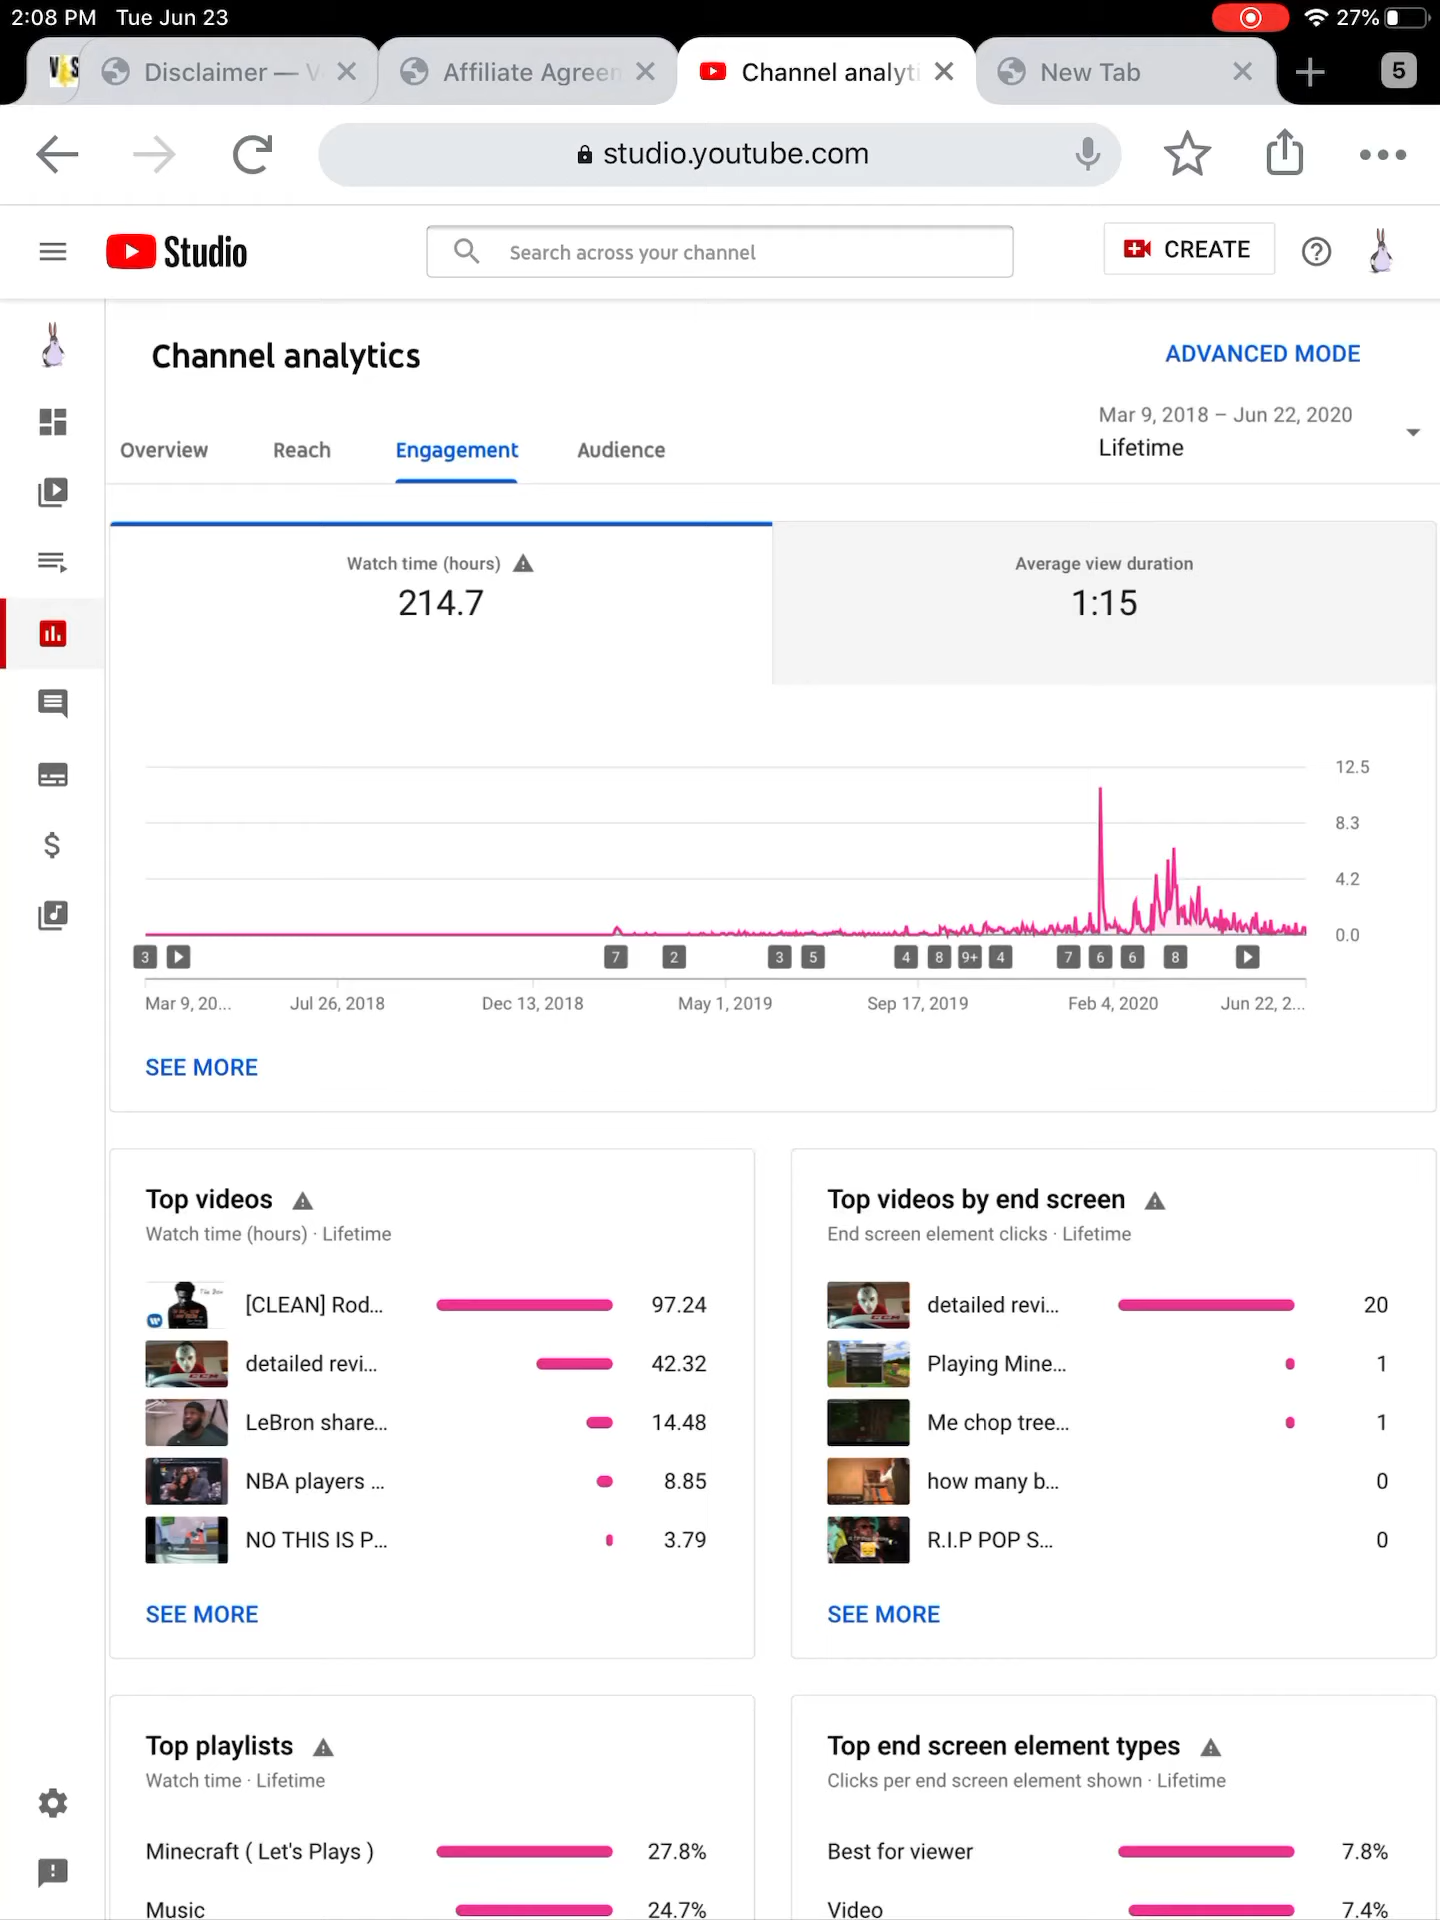 2:08 PM Tue Jun 23
27%
Disclaimer — V
Affiliate Agreen
Channel analyti
New Tab
5
studio.youtube.com
Studio
Search across your channel
CREATE
Channel analytics
ADVANCED MODE
Mar 9, 2018 – Jun 22, 2020
Lifetime
Overview
Reach
Engagement
Audience
Watch time (hours)
214.7
Average view duration
1:15
12.5
8.3
4.2
0.0
3 7 2 3 5 4 8 9+ 4 7 6 6 8
Mar 9, 20... Jul 26, 2018 Dec 13, 2018 May 1, 2019 Sep 17, 2019 Feb 4, 2020 Jun 22, 2...
SEE MORE
Top videos
Watch time (hours) · Lifetime
[CLEAN] Rod... 97.24
detailed revi... 42.32
LeBron share... 14.48
NBA players ... 8.85
NO THIS IS P... 3.79
SEE MORE
Top videos by end screen
End screen element clicks · Lifetime
detailed revi... 20
Playing Mine... 1
Me chop tree... 1
how many b... 0
R.I.P POP S... 0
SEE MORE
Top playlists
Watch time · Lifetime
Minecraft ( Let's Plays ) 27.8%
Music 24.7%
Top end screen element types
Clicks per end screen element shown · Lifetime
Best for viewer 7.8%
Video 7.4%